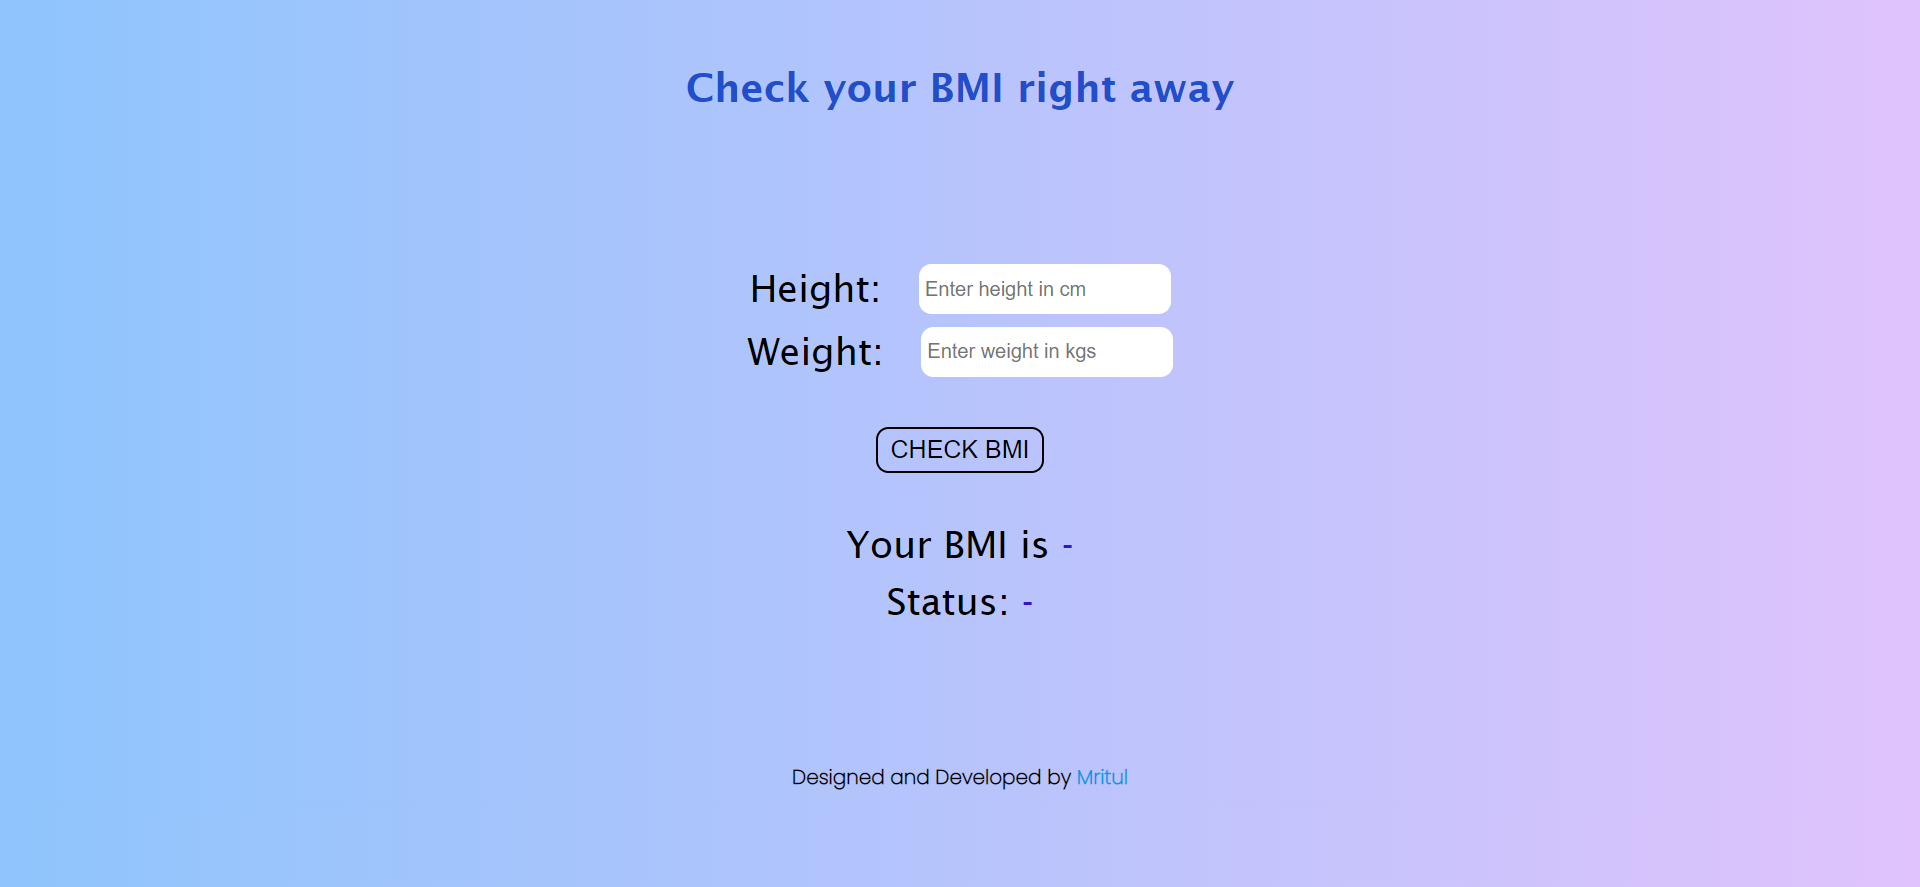 Check your BMI right away
Height: Enter height in cm
Weight: Enter weight in kgs
CHECK BMI
Your BMI is -
Status: -
Designed and Developed by Mritul